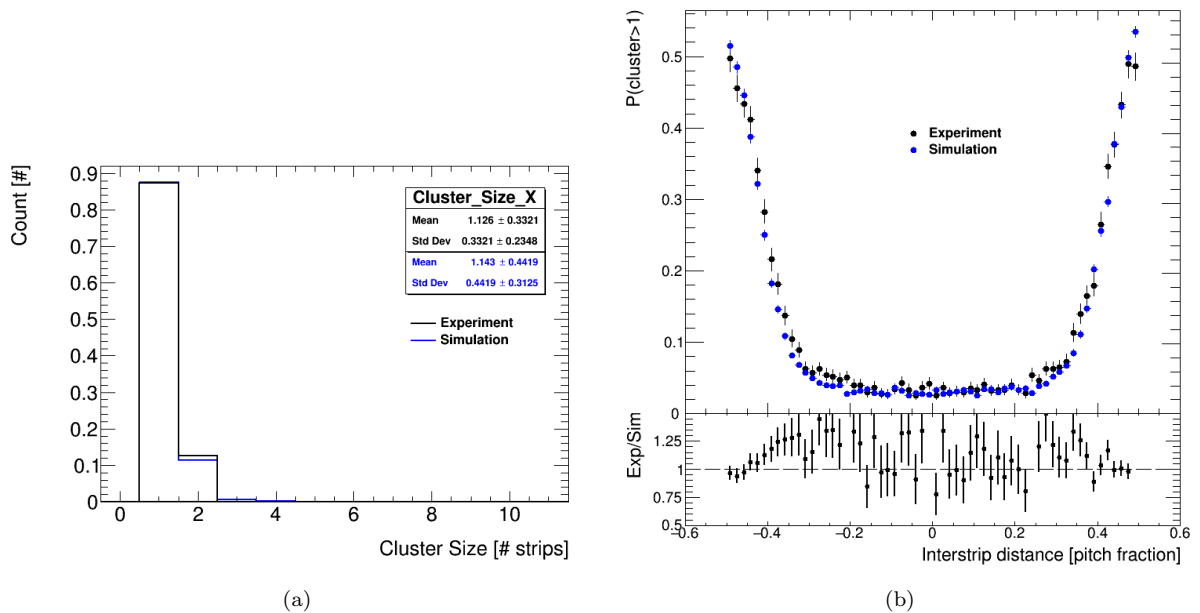 Count [#]
0.9
0.8
0.7
0.6
0.5
0.4
0.3
0.2
0.1
0
0 2 4 6 8 10
Cluster Size [# strips]
Cluster_Size_X
Mean 1.126 ± 0.3321
Std Dev 0.3321 ± 0.2348
Mean 1.143 ± 0.4419
Std Dev 0.4419 ± 0.3125
Experiment
Simulation
(a)
P(cluster>1)
0.5
0.4
0.3
0.2
0.1
0
Experiment
Simulation
Exp/Sim
1.25
1
0.75
0.5
−0.6 −0.4 −0.2 0 0.2 0.4 0.6
Interstrip distance [pitch fraction]
(b)